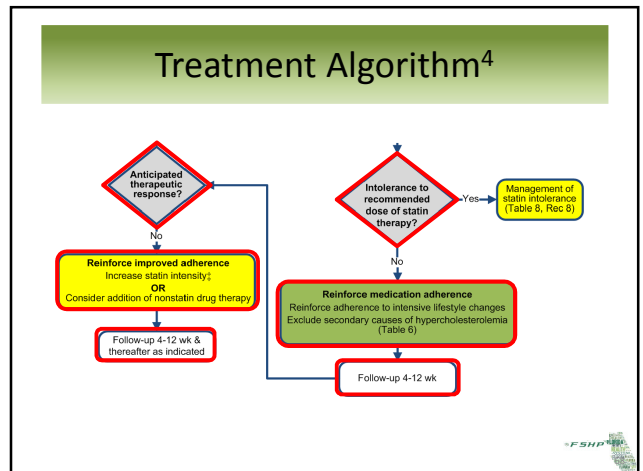 Treatment Algorithm4
Anticipated
therapeutic
response?
No
Reinforce improved adherence
Increase statin intensity‡
OR
Consider addition of nonstatin drug therapy
Follow-up 4-12 wk &
thereafter as indicated
Intolerance to
recommended
dose of statin
therapy?
Yes
Management of
statin intolerance
(Table 8, Rec 8)
No
Reinforce medication adherence
Reinforce adherence to intensive lifestyle changes
Exclude secondary causes of hypercholesterolemia
(Table 6)
Follow-up 4-12 wk
FSHP